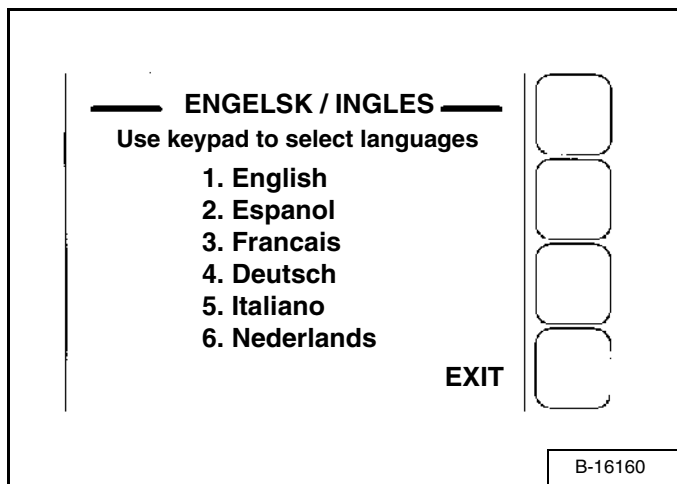 ENGELSK / INGLES
Use keypad to select languages
1. English
2. Espanol
3. Francais
4. Deutsch
5. Italiano
6. Nederlands
EXIT
B-16160